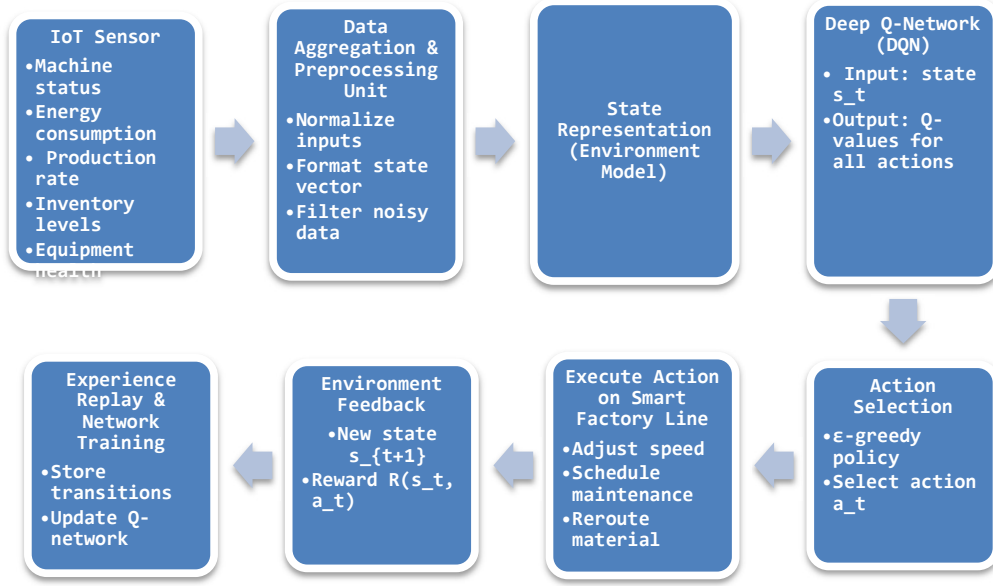 IoT Sensor
•Machine
status
•Energy
consumption
• Production
rate
•Inventory
levels
•Equipment
health
Data
Aggregation &
Preprocessing
Unit
•Normalize
inputs
•Format state
vector
•Filter noisy
data
State
Representation
(Environment
Model)
Deep Q-Network
(DQN)
• Input: state
s_t
•Output: Q-
values for
all actions
Action
Selection
•ε-greedy
policy
•Select action
a_t
Execute Action
on Smart
Factory Line
•Adjust speed
•Schedule
maintenance
•Reroute
material
Environment
Feedback
•New state
s_{t+1}
•Reward R(s_t,
a_t)
Experience
Replay &
Network
Training
•Store
transitions
•Update Q-
network